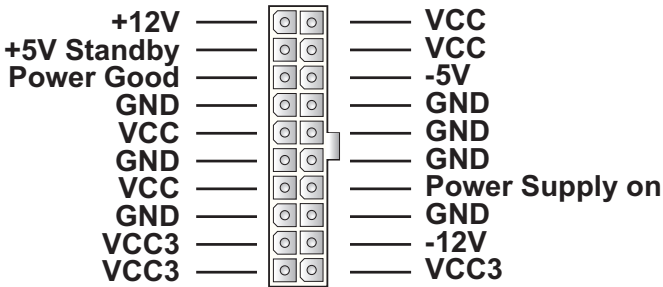 +12V
+5V Standby
Power Good
GND
VCC
GND
VCC
GND
VCC3
VCC3
VCC
VCC
-5V
GND
GND
GND
Power Supply on
GND
-12V
VCC3